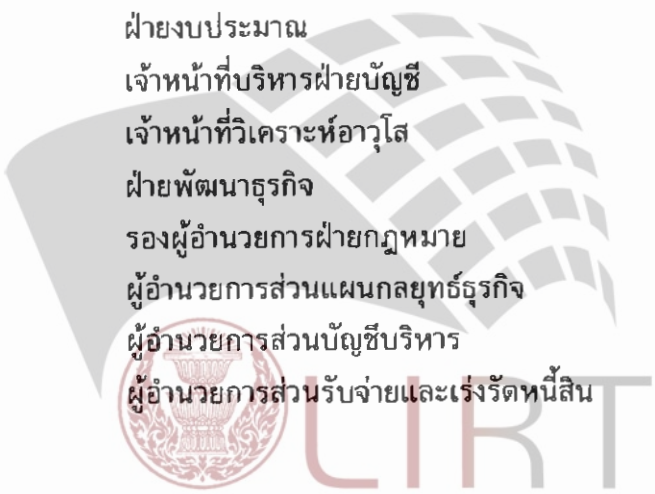 ฝ่ายงบประมาณ
เจ้าหน้าที่บริหารฝ่ายบัญชี
เจ้าหน้าที่วิเคราะห์อาวุโส
ฝ่ายพัฒนาธุรกิจ
รองผู้อำนวยการฝ่ายกฎหมาย
ผู้อำนวยการส่วนแผนกลยุทธ์ธุรกิจ
ผู้อำนวยการส่วนบัญชีบริหาร
ผู้อำนวยการส่วนรับจ่ายและเร่งรัดหนี้สิน
LIRT